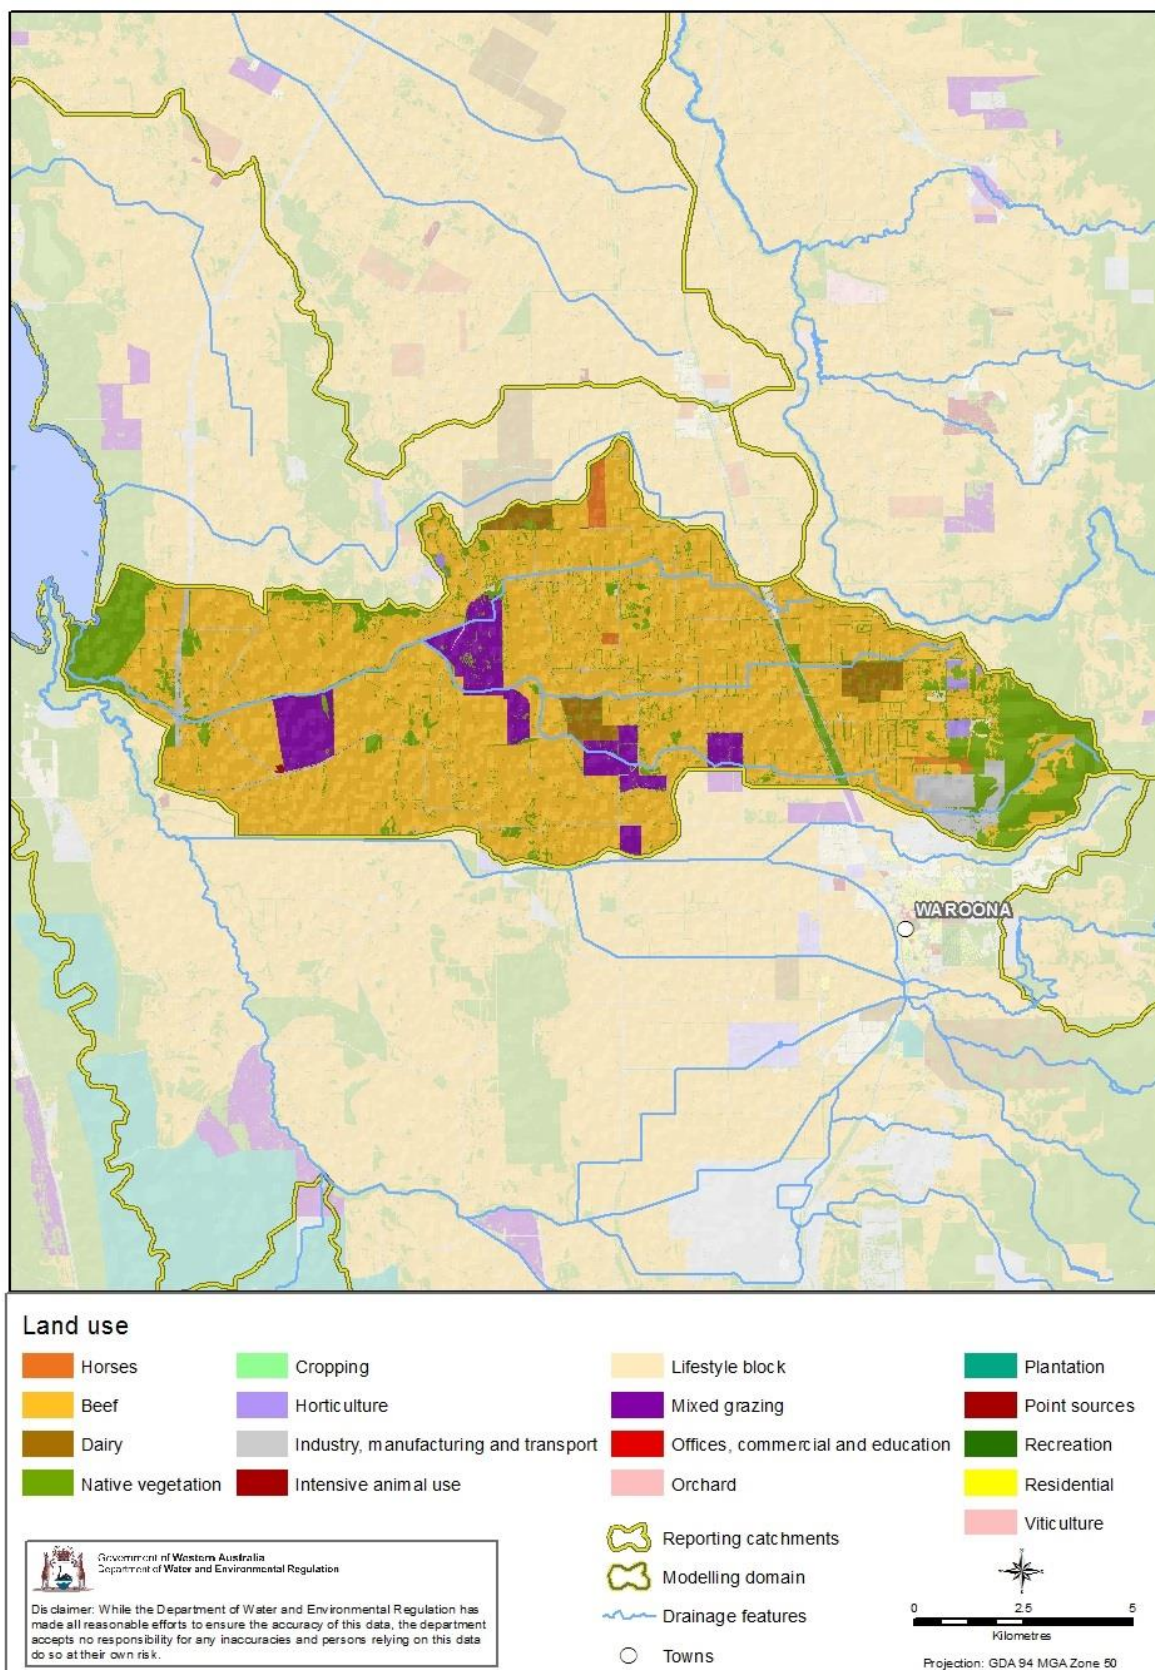 WAROONA
Land use
Horses
Cropping
Lifestyle block
Plantation
Beef
Horticulture
Mixed grazing
Point sources
Dairy
Industry, manufacturing and transport
Offices, commercial and education
Recreation
Native vegetation
Intensive animal use
Orchard
Residential
Viticulture
Reporting catchments
Modelling domain
Drainage features
Towns
Government of Western Australia
Department of Water and Environmental Regulation
Disclaimer: While the Department of Water and Environmental Regulation has
made all reasonable efforts to ensure the accuracy of this data, the department
accepts no responsibility for any inaccuracies and persons relying on this data
do so at their own risk.
0 2.5 5
Kilometres
Projection: GDA 94 MGA Zone 50